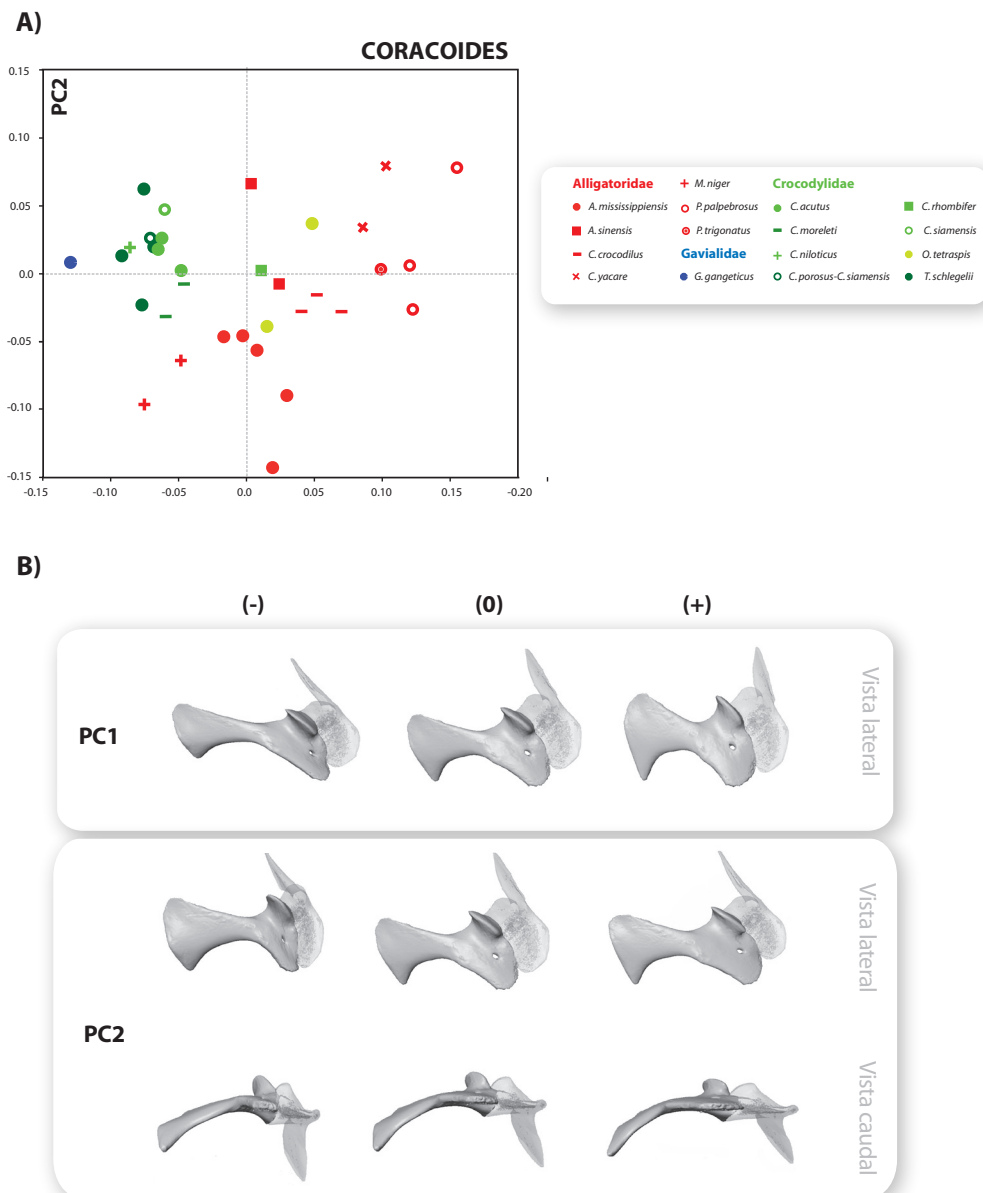 A)
CORACOIDES
PC2
0.15
0.10
0.05
0.0
-0.05
-0.10
-0.15
-0.15 -0.10 -0.05 0.0 0.05 0.10 0.15 -0.20
Alligatoridae
A. mississippiensis
A. sinensis
C. crocodilus
C. yacare
M. niger
P. palpebrosus
P. trigonatus
Gavialidae
G. gangeticus
Crocodylidae
C. acutus
C. moreleti
C. niloticus
C. porosus-C. siamensis
C. rhombifer
C. siamensis
O. tetraspis
T. schlegelii
B)
(-) (0) (+)
PC1
Vista lateral
PC2
Vista lateral
Vista caudal